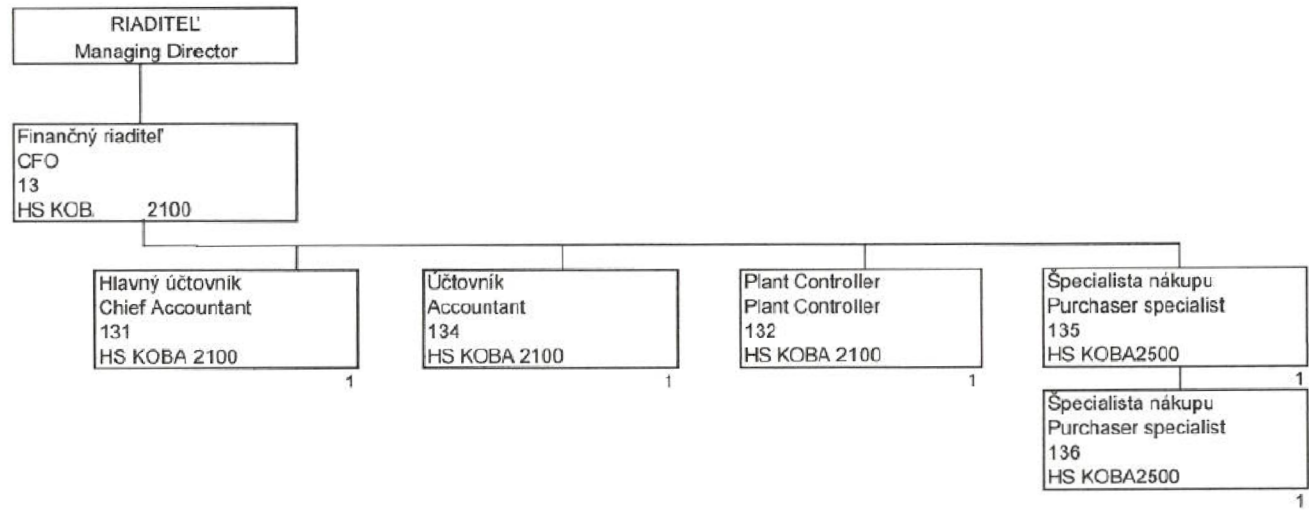 RIADITEĽ
Managing Director
Finančný riaditeľ
CFO
13
HS KOB. 2100
Hlavný účtovník
Chief Accountant
131
HS KOBA 2100
1
Účtovník
Accountant
134
HS KOBA 2100
1
Plant Controller
Plant Controller
132
HS KOBA 2100
1
Špecialista nákupu
Purchaser specialist
135
HS KOBA2500
1
Špecialista nákupu
Purchaser specialist
136
HS KOBA2500
1